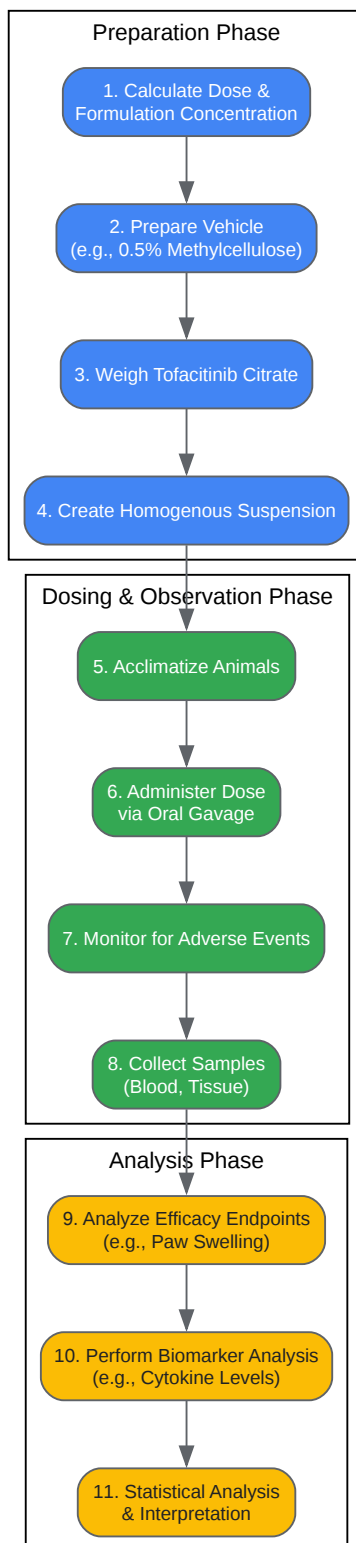 Preparation Phase
1. Calculate Dose &
Formulation Concentration
2. Prepare Vehicle
(e.g., 0.5% Methylcellulose)
3. Weigh Tofacitinib Citrate
4. Create Homogenous Suspension
Dosing & Observation Phase
5. Acclimatize Animals
6. Administer Dose
via Oral Gavage
7. Monitor for Adverse Events
8. Collect Samples
(Blood, Tissue)
Analysis Phase
9. Analyze Efficacy Endpoints
(e.g., Paw Swelling)
10. Perform Biomarker Analysis
(e.g., Cytokine Levels)
11. Statistical Analysis
& Interpretation